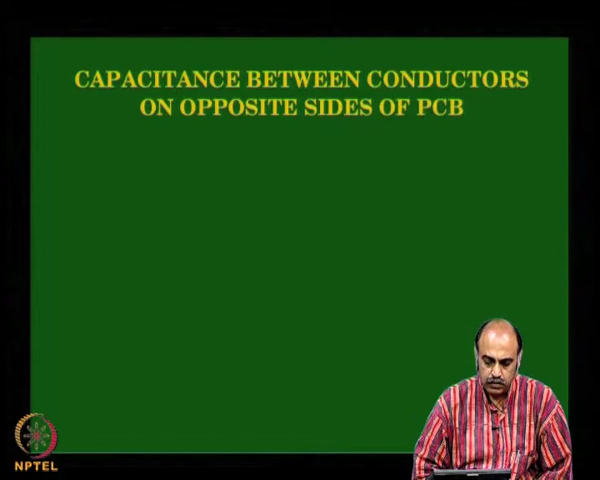 CAPACITANCE BETWEEN CONDUCTORS
ON OPPOSITE SIDES OF PCB
NPTEL